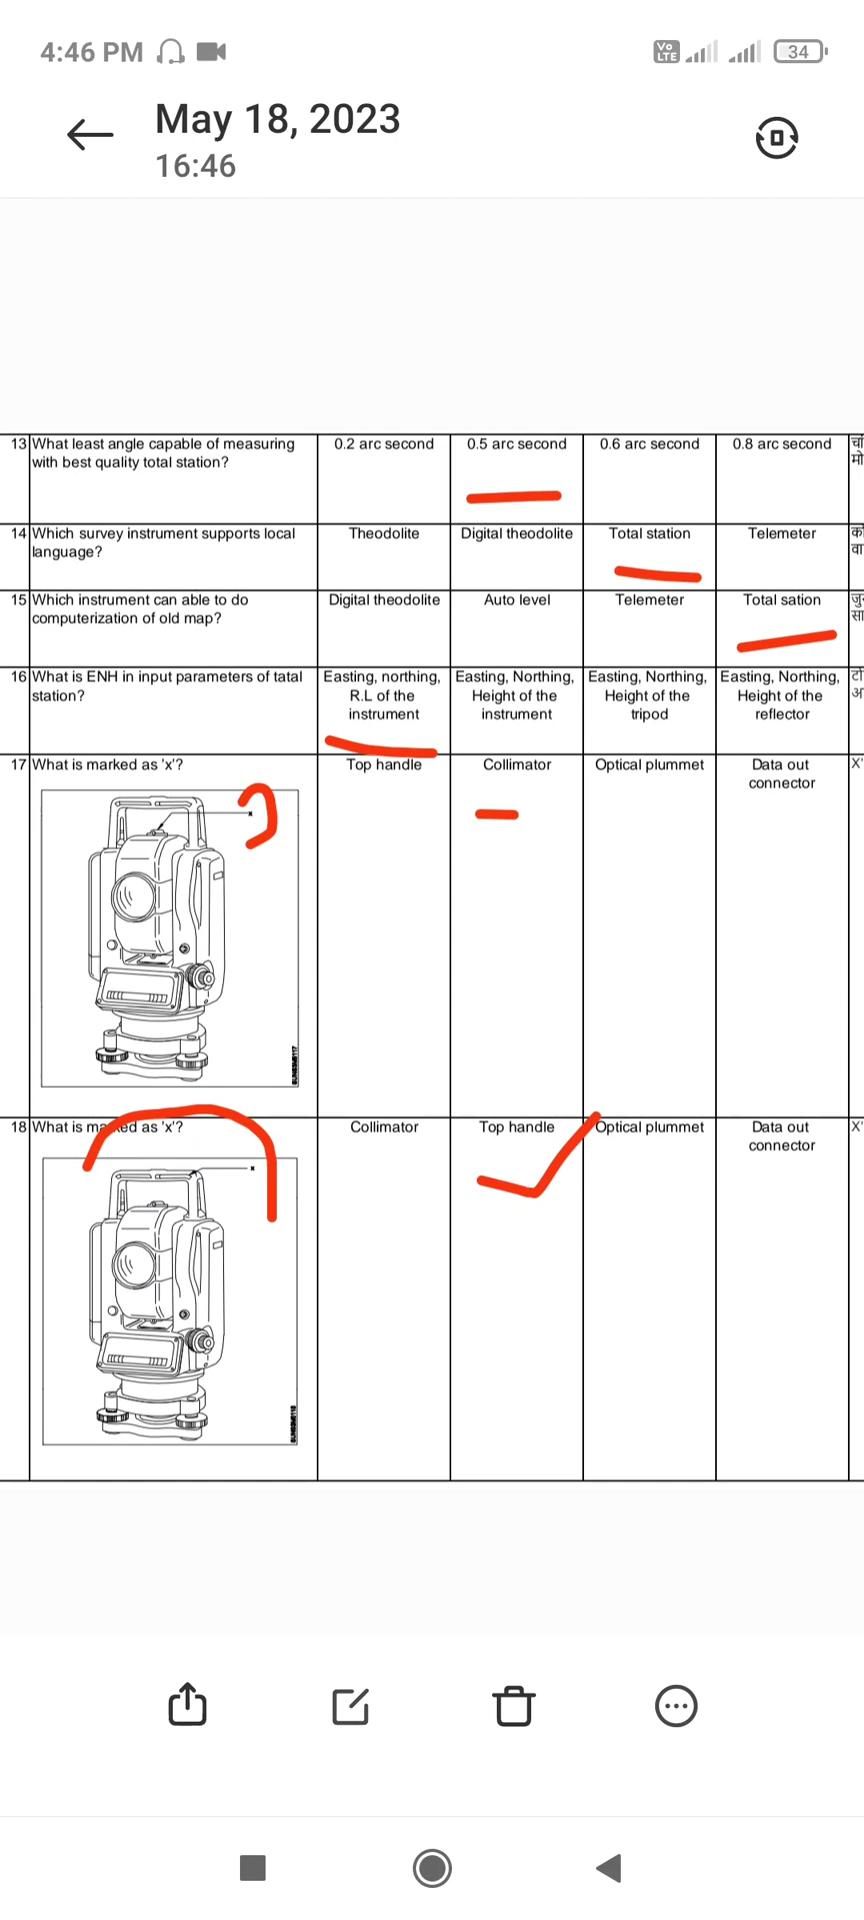 4:46 PM
Vo LTE
34
May 18, 2023
16:46
13 What least angle capable of measuring with best quality total station?
0.2 arc second
0.5 arc second
0.6 arc second
0.8 arc second
14 Which survey instrument supports local language?
Theodolite
Digital theodolite
Total station
Telemeter
15 Which instrument can able to do computerization of old map?
Digital theodolite
Auto level
Telemeter
Total sation
16 What is ENH in input parameters of tatal station?
Easting, northing, R.L of the instrument
Easting, Northing, Height of the instrument
Easting, Northing, Height of the tripod
Easting, Northing, Height of the reflector
17 What is marked as 'x'?
Top handle
Collimator
Optical plummet
Data out connector
X'
x
18 What is marked as 'x'?
Collimator
Top handle
Optical plummet
Data out connector
X'
x